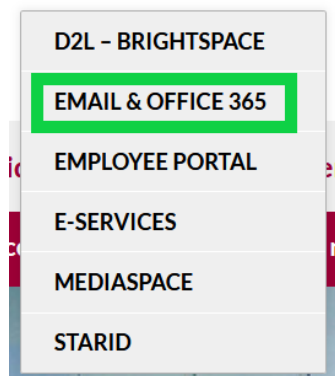 D2L – BRIGHTSPACE
EMAIL & OFFICE 365
EMPLOYEE PORTAL
E-SERVICES
MEDIASPACE
STARID